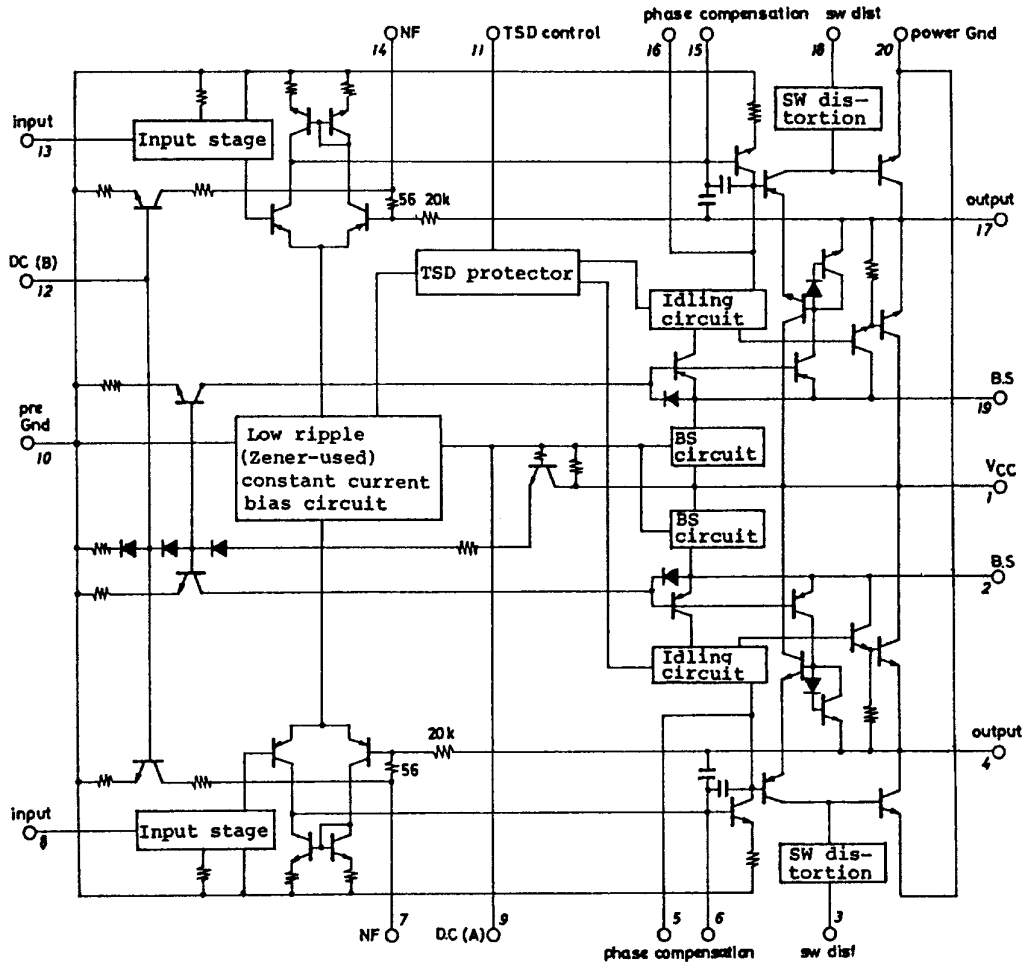 phase compensation sw dist
NF TSD control power Gnd
14 11 16 15 18 20
SW dis-
tortion
input
13
Input stage
56 20k
output
17
DC (B)
12
TSD protector
Idling
circuit
B.S
19
pre
Gnd
10
Low ripple
(Zener-used)
constant current
bias circuit
BS
circuit
VCC
1
BS
circuit
B.S
2
Idling
circuit
20k
56
output
4
input
8
Input stage
SW dis-
tortion
7 9 5 6 3
NF D.C (A)
phase compensation sw dist